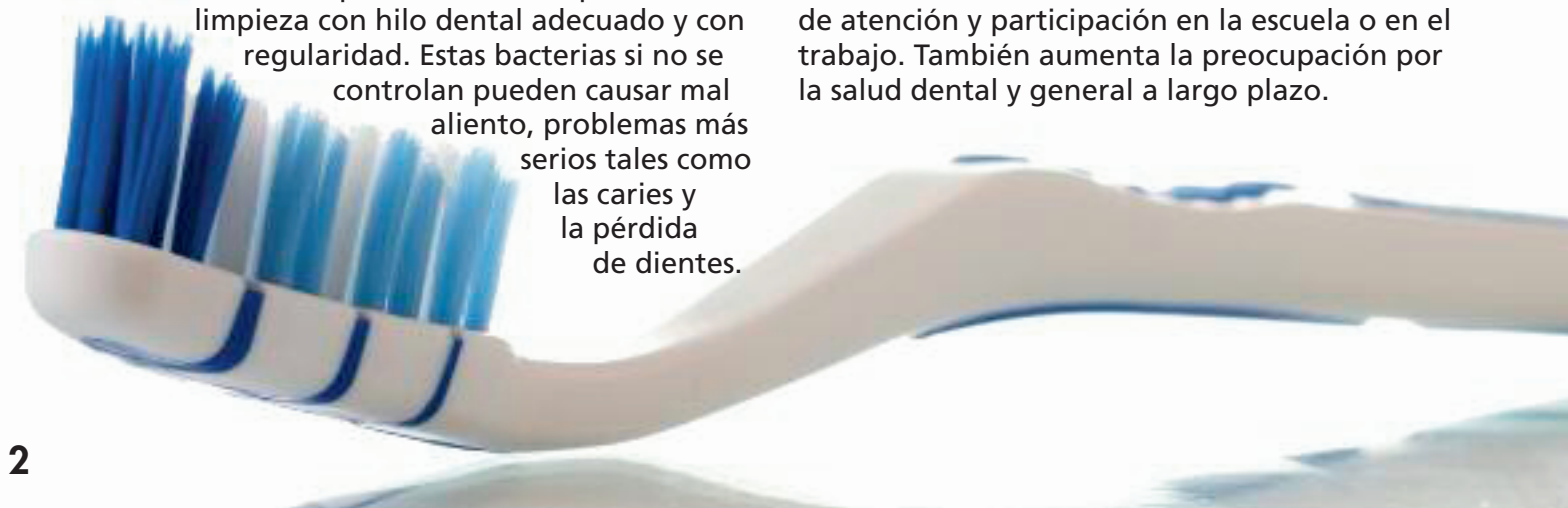 limpieza con hilo dental adecuado y con
regularidad. Estas bacterias si no se
controlan pueden causar mal
aliento, problemas más
serios tales como
las caries y
la pérdida
de dientes.
de atención y participación en la escuela o en el
trabajo. También aumenta la preocupación por
la salud dental y general a largo plazo.
2